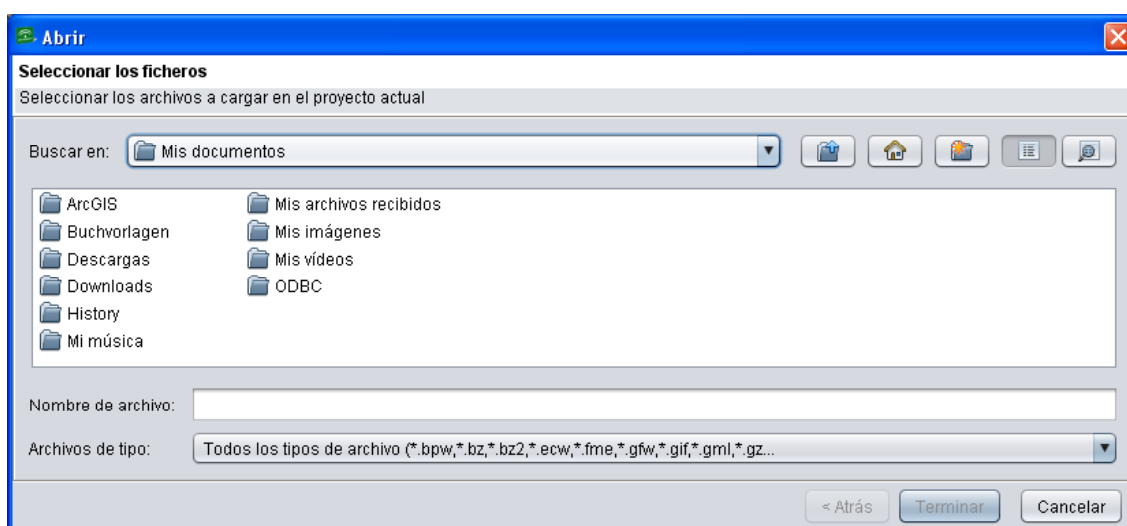 Abrir
Seleccionar los ficheros
Seleccionar los archivos a cargar en el proyecto actual
Buscar en: Mis documentos
ArcGIS Mis archivos recibidos
Buchvorlagen Mis imágenes
Descargas Mis vídeos
Downloads ODBC
History
Mi música
Nombre de archivo:
Archivos de tipo: Todos los tipos de archivo (*.bpw,*.bz,*.bz2,*.ecw,*.fme,*.gfw,*.gif,*.gml,*.gz...
< Atrás Terminar Cancelar